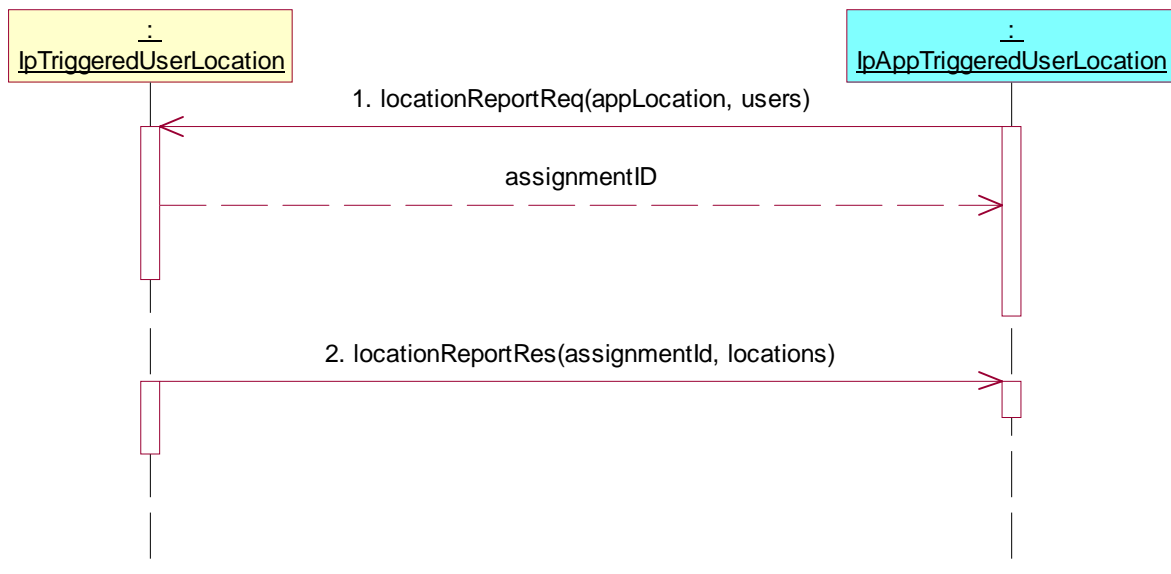 :
IpTriggeredUserLocation
:
IpAppTriggeredUserLocation
1. locationReportReq(appLocation, users)
assignmentID
2. locationReportRes(assignmentId, locations)